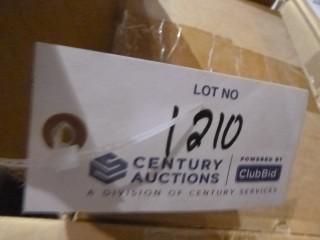 LOT NO
1210
CENTURY AUCTIONS
POWERED BY
ClubBid
A DIVISION OF CENTURY SERVICES